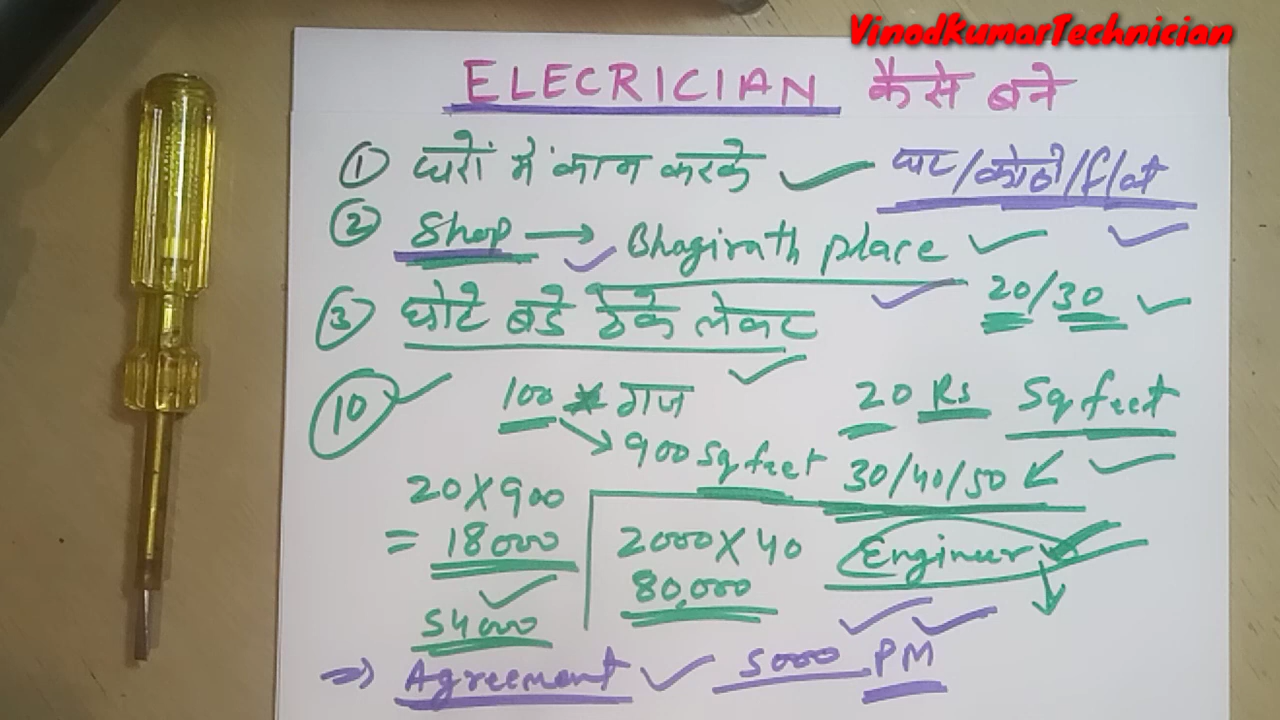 VinodkumarTechnician
ELECRICIAN कैसे बने
① घरों में काम करके घर/कोठी/flat
② Shop → Bhagirath place
20/30
③ छोटे बडे ठेके लेकर
10 100 गज 20 Rs Sqfeet
900 Sqfeet 30/40/50
20X900
= 18000 2000X40 Engineer
80,000
54000
⇒ Agreement 5000 PM